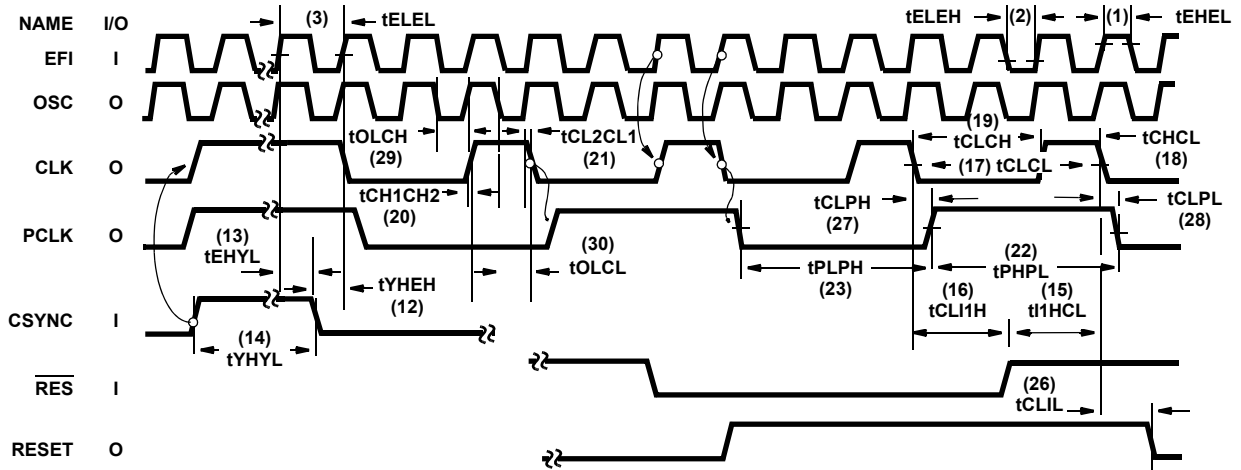 NAME I/O (3) tELEL tELEH (2) (1) tEHEL
EFI I
OSC O
tOLCH (29) tCL2CL1 (21) (19) tCLCH tCHCL (18)
CLK O (17) tCLCL
tCH1CH2 (20) tCLPH (27) tCLPL (28)
PCLK O (13) tEHYL (30) tOLCL tPLPH (23) (22) tPHPL
tYHEH (12) (16) tCLI1H (15) tI1HCL
CSYNC I (14) tYHYL
RES I (26) tCLIL
RESET O